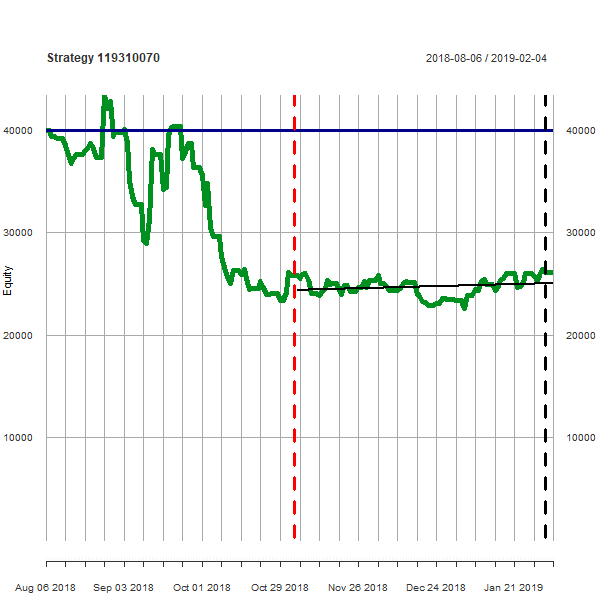 Strategy 119310070
2018-08-06 / 2019-02-04
40000
40000
30000
30000
Equity
20000
20000
10000
10000
Aug 06 2018
Sep 03 2018
Oct 01 2018
Oct 29 2018
Nov 26 2018
Dec 24 2018
Jan 21 2019